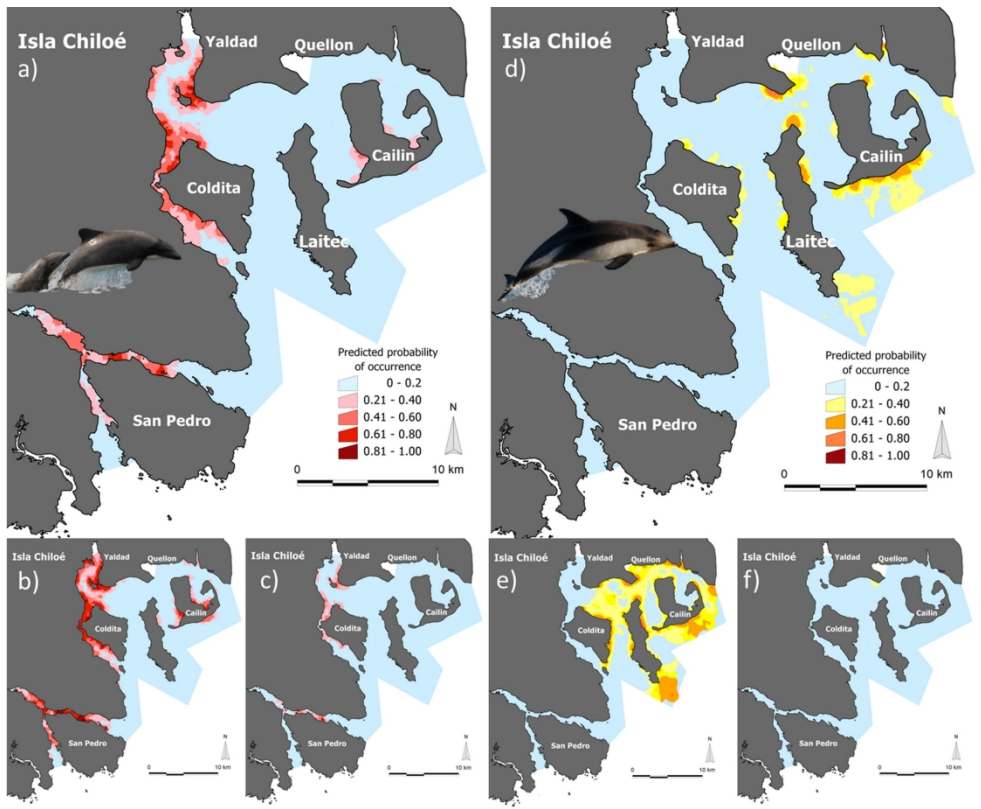 Isla Chiloé
a)
Yaldad
Quellon
Cailin
Coldita
Laitec
San Pedro
Predicted probability
of occurrence
0 - 0.2
0.21 - 0.40
0.41 - 0.60
0.61 - 0.80
0.81 - 1.00
N
0
10 km
Isla Chiloé
d)
Yaldad
Quellon
Cailin
Coldita
Laitec
San Pedro
Predicted probability
of occurrence
0 - 0.2
0.21 - 0.40
0.41 - 0.60
0.61 - 0.80
0.81 - 1.00
N
0
10 km
Isla Chiloé
b)
Yaldad
Quellon
Cailin
Coldita
San Pedro
N
0
10 km
Isla Chiloé
c)
Yaldad
Quellon
Cailin
Coldita
San Pedro
N
0
10 km
Isla Chiloé
e)
Yaldad
Quellon
Cailin
Coldita
San Pedro
N
0
10 km
Isla Chiloé
f)
Yaldad
Quellon
Cailin
Coldita
San Pedro
N
0
10 km